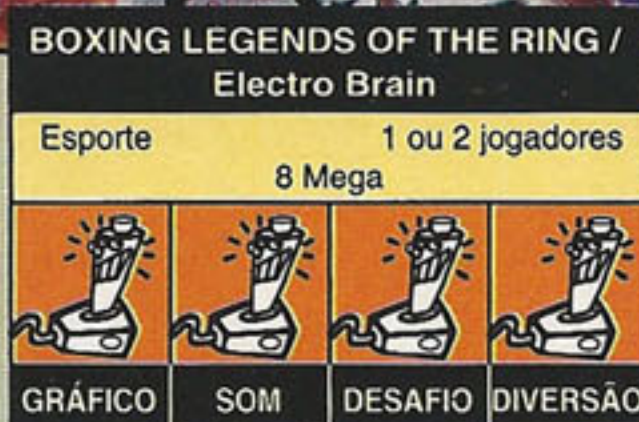 BOXING LEGENDS OF THE RING /
Electro Brain
Esporte 1 ou 2 jogadores
8 Mega
GRÁFICO SOM DESAFIO DIVERSÃO